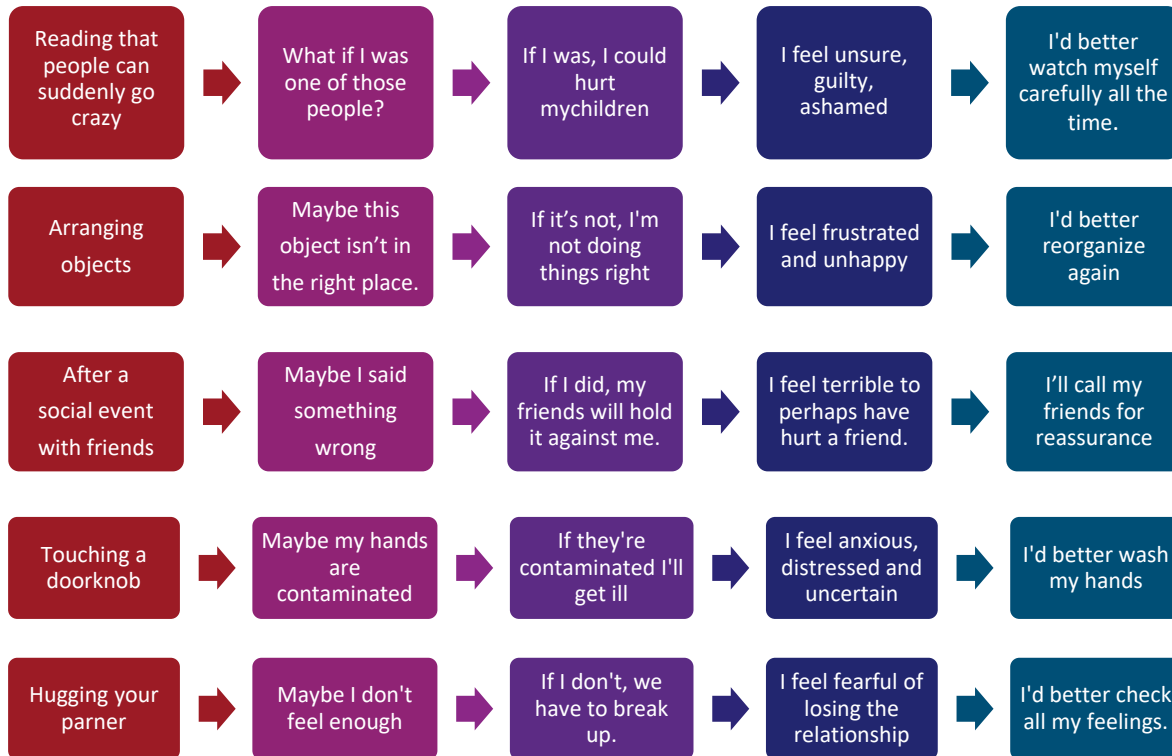 Reading that
people can
suddenly go
crazy
What if I was
one of those
people?
If I was, I could
hurt
mychildren
I feel unsure,
guilty,
ashamed
I'd better
watch myself
carefully all the
time.
Arranging
objects
Maybe this
object isn’t in
the right place.
If it’s not, I'm
not doing
things right
I feel frustrated
and unhappy
I'd better
reorganize
again
After a
social event
with friends
Maybe I said
something
wrong
If I did, my
friends will hold
it against me.
I feel terrible to
perhaps have
hurt a friend.
I’ll call my
friends for
reassurance
Touching a
doorknob
Maybe my hands
are
contaminated
If they're
contaminated I'll
get ill
I feel anxious,
distressed and
uncertain
I'd better wash
my hands
Hugging your
parner
Maybe I don't
feel enough
If I don't, we
have to break
up.
I feel fearful of
losing the
relationship
I'd better check
all my feelings.